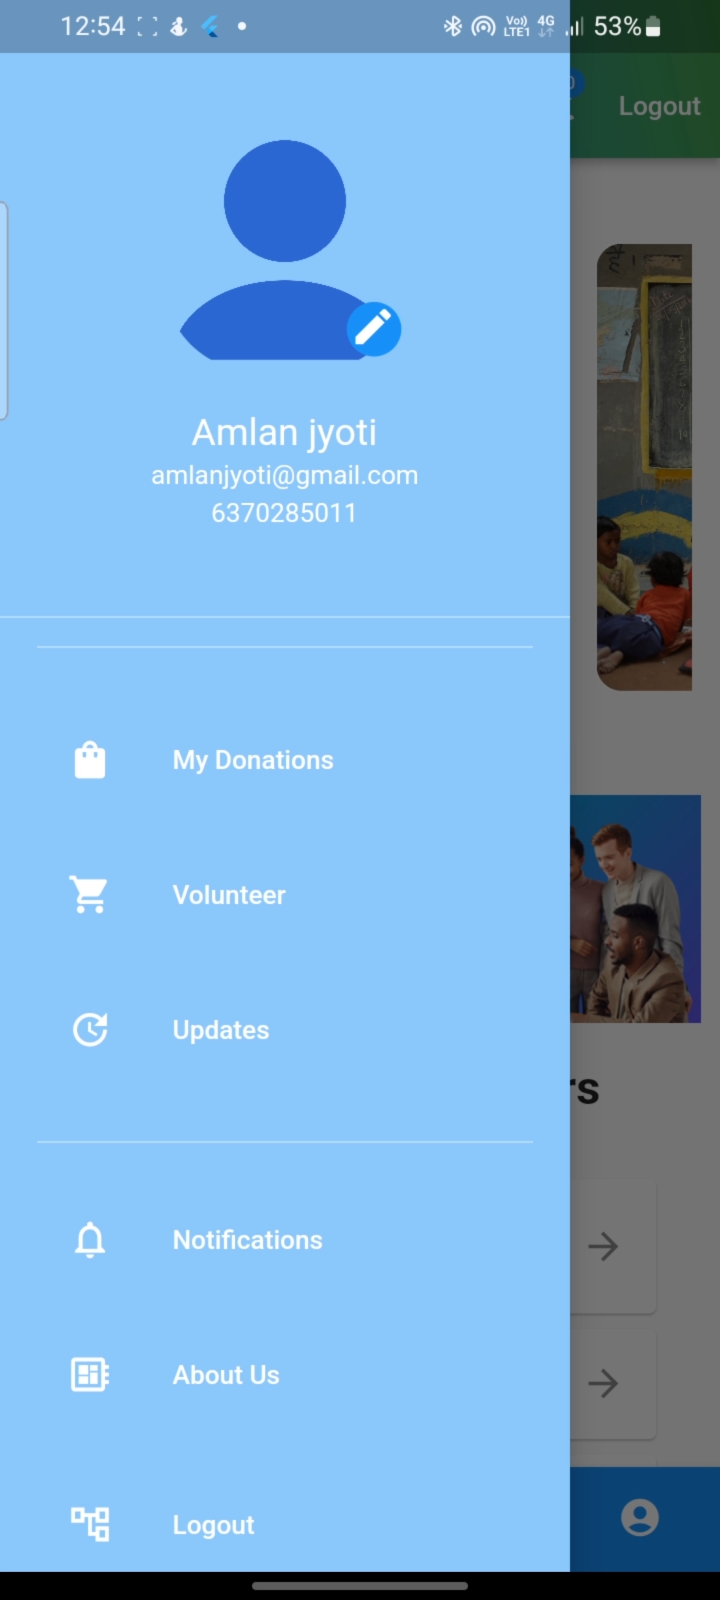 12:54
Vo)) 4G
LTE1
53%
Logout
Amlan jyoti
amlanjyoti@gmail.com
6370285011
My Donations
Volunteer
Updates
rs
Notifications
About Us
Logout